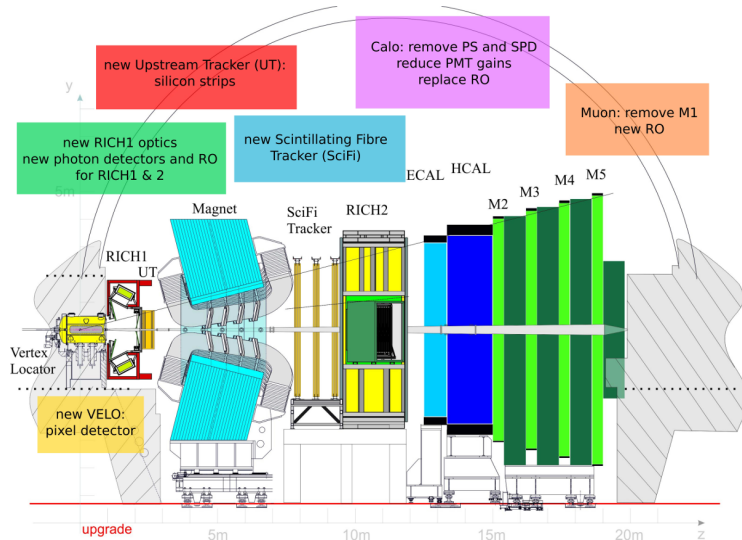 new Upstream Tracker (UT):
silicon strips
Calo: remove PS and SPD
reduce PMT gains
replace RO
Muon: remove M1
new RO
y
new RICH1 optics
new photon detectors and RO
for RICH1 & 2
new Scintillating Fibre
Tracker (SciFi)
5m
ECAL
HCAL
M2
M3
M4
M5
Magnet
SciFi
Tracker
RICH2
RICH1
UT
Vertex
Locator
new VELO:
pixel detector
upgrade
5m
10m
15m
20m
z